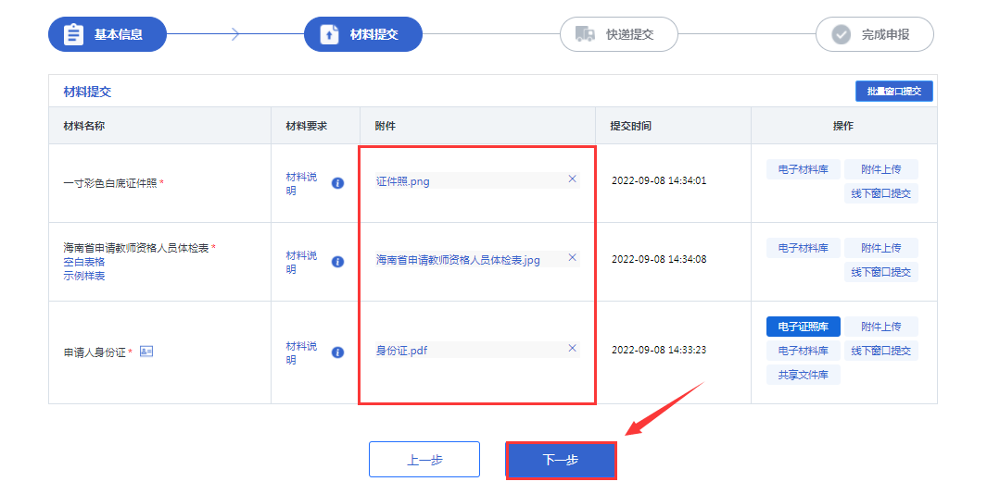 基本信息
材料提交
快递提交
完成申报
材料提交
批量窗口提交
材料名称
材料要求
附件
提交时间
操作
一寸彩色白底证件照*
材料说
明
证件照.png
2022-09-08 14:34:01
电子材料库
附件上传
线下窗口提交
海南省申请教师资格人员体检表*
空白表格
示例样表
材料说
明
海南省申请教师资格人员体检表.jpg
2022-09-08 14:34:08
电子材料库
附件上传
线下窗口提交
申请人身份证*
材料说
明
身份证.pdf
2022-09-08 14:33:23
电子证照库
附件上传
电子材料库
线下窗口提交
共享文件库
上一步
下一步